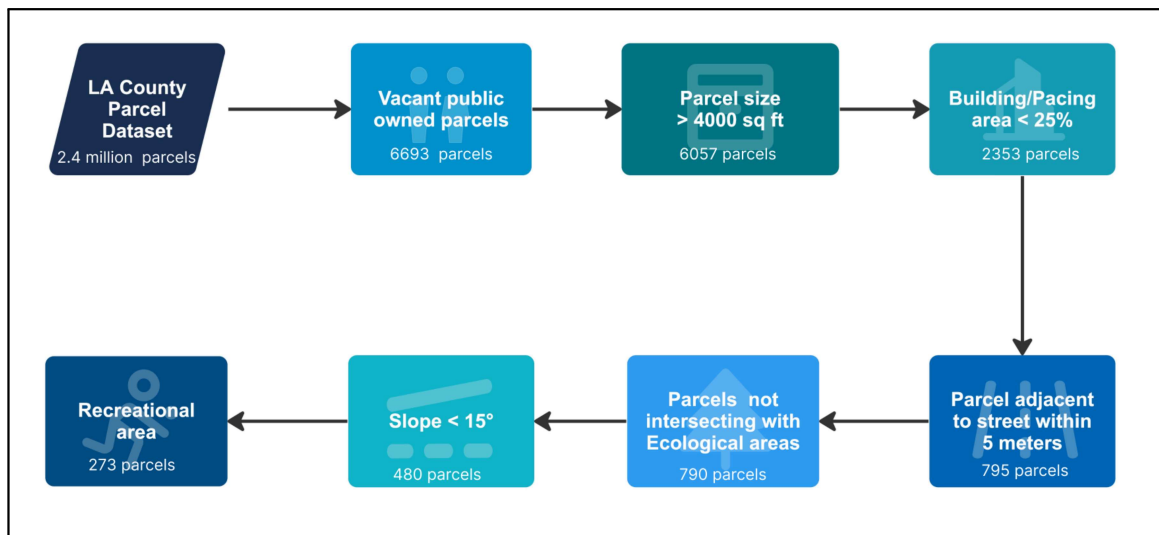 LA County
Parcel
Dataset
2.4 million parcels
Vacant public
owned parcels
6693 parcels
Parcel size
> 4000 sq ft
6057 parcels
Building/Pacing
area < 25%
2353 parcels
Parcel adjacent
to street within
5 meters
795 parcels
Parcels not
intersecting with
Ecological areas
790 parcels
Slope < 15°
480 parcels
Recreational
area
273 parcels